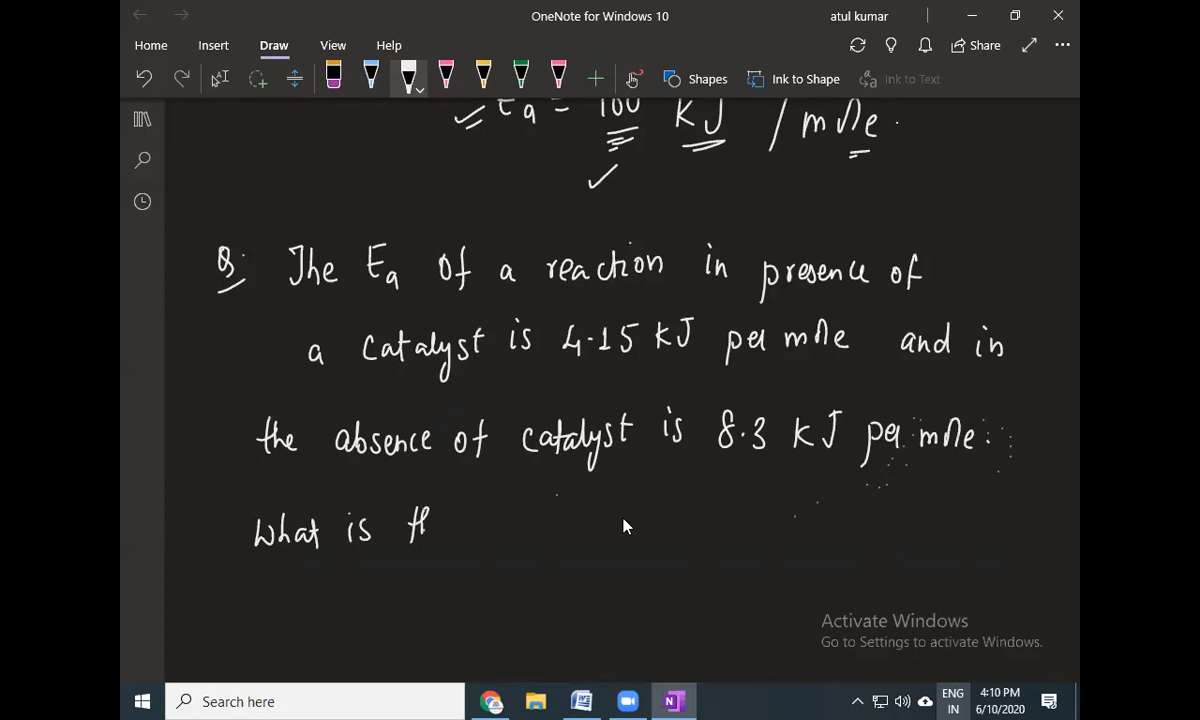 OneNote for Windows 10
atul kumar
Home Insert Draw View Help
Share
Shapes
Ink to Shape
Ink to Text
Ea = 100 KJ / mole.
Q. The Ea of a reaction in presence of
a catalyst is 4.15 KJ per mole and in
the absence of catalyst is 8.3 KJ per mole.
What is th
Activate Windows
Go to Settings to activate Windows.
Search here
N
ENG
IN
4:10 PM
6/10/2020